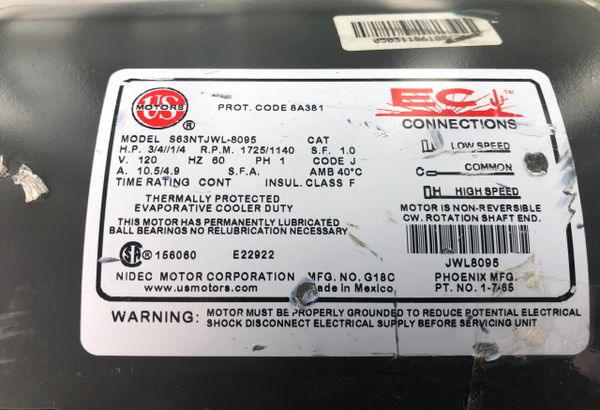 US
MOTORS
®
PROT. CODE 8A381
MODEL S63NTJWL-8095 CAT
H.P. 3/4//1/4 R.P.M. 1725/1140 S.F. 1.0
V. 120 HZ 60 PH 1 CODE J
A. 10.5/4.9 S.F.A. AMB 40°C
TIME RATING CONT INSUL. CLASS F
THERMALLY PROTECTED
EVAPORATIVE COOLER DUTY
THIS MOTOR HAS PERMANENTLY LUBRICATED
BALL BEARINGS NO RELUBRICATION NECESSARY
156060 E22922
NIDEC MOTOR CORPORATION MFG. NO. G18C
www.usmotors.com Made in Mexico
EC ™
CONNECTIONS
LOW SPEED
COMMON
HIGH SPEED
MOTOR IS NON-REVERSIBLE
CW. ROTATION SHAFT END.
JWL8095
PHOENIX MFG.
PT. NO. 1-7-65
WARNING: MOTOR MUST BE PROPERLY GROUNDED TO REDUCE POTENTIAL ELECTRICAL
SHOCK DISCONNECT ELECTRICAL SUPPLY BEFORE SERVICING UNIT